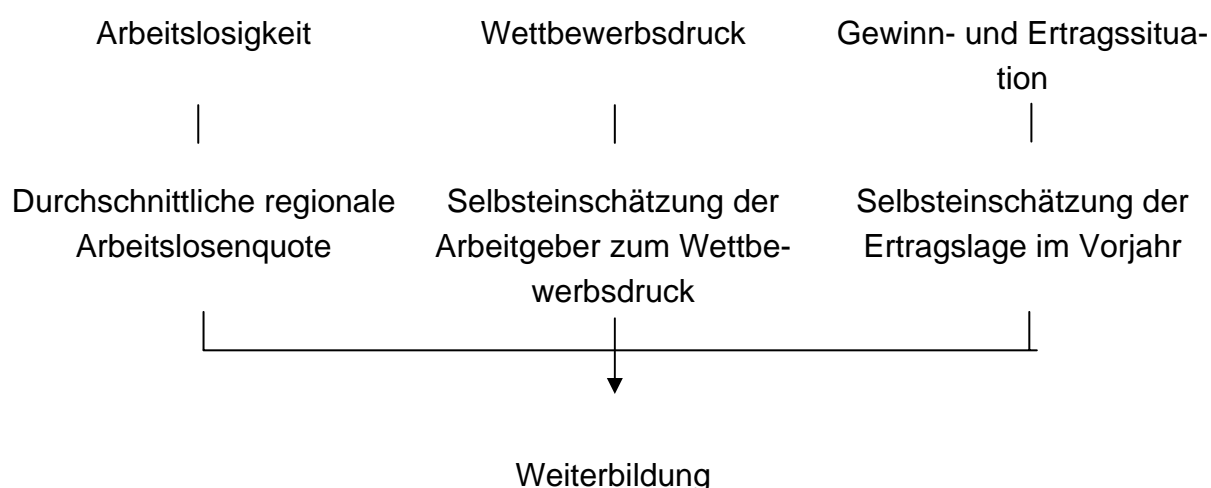 Arbeitslosigkeit
Wettbewerbsdruck
Gewinn- und Ertragssitua-
tion
Durchschnittliche regionale
Arbeitslosenquote
Selbsteinschätzung der
Arbeitgeber zum Wettbe-
werbsdruck
Selbsteinschätzung der
Ertragslage im Vorjahr
Weiterbildung